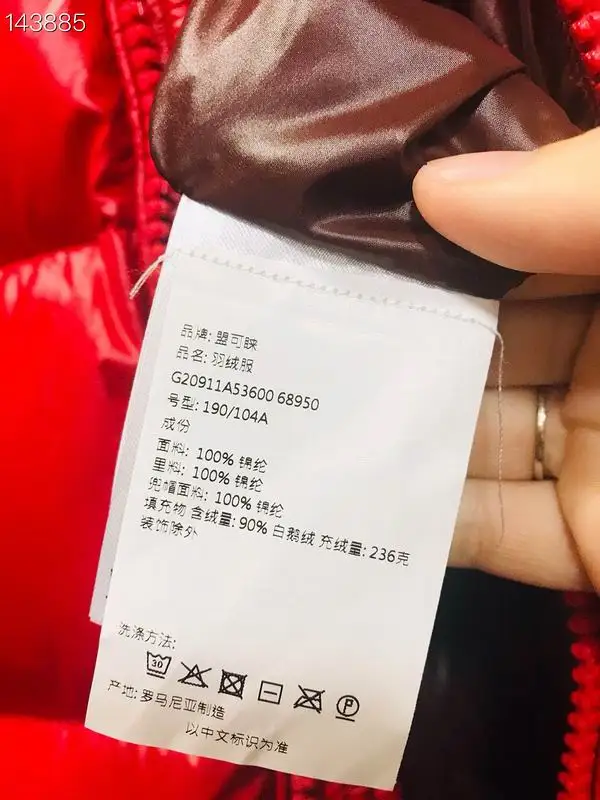 143885
品牌: 盟可睐
品名: 羽绒服
G20911A53600 68950
号型: 190/104A
成份
面料: 100% 锦纶
里料: 100% 锦纶
兜帽面料: 100% 锦纶
填充物 含绒量: 90% 白鹅绒 充绒量: 236克
装饰除外
洗涤方法:
30 P
产地: 罗马尼亚制造
以中文标识为准